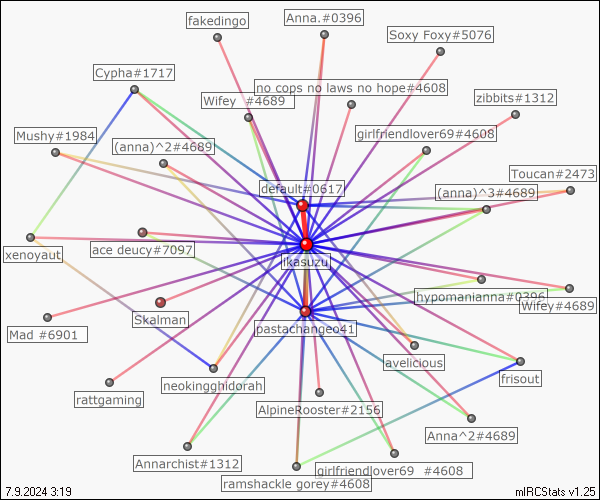 fakedingo
Anna.#0396
Soxy Foxy#5076
Cypha#1717
no cops no laws no hope#4608
Wifey  #4689
zibbits#1312
Mushy#1984
(anna)^2#4689
girlfriendlover69#4608
Toucan#2473
default#0617
(anna)^3#4689
xenoyaut
ace deucy#7097
ikasuzu
hypomanianna#0396
Wifey#4689
Skalman
Mad #6901
pastachangeo41
avelicious
neokingghidorah
frisout
rattgaming
AlpineRooster#2156
Anna^2#4689
Annarchist#1312
girlfriendlover69  #4608
ramshackle gorey#4608
7.9.2024 3:19
mIRCStats v1.25